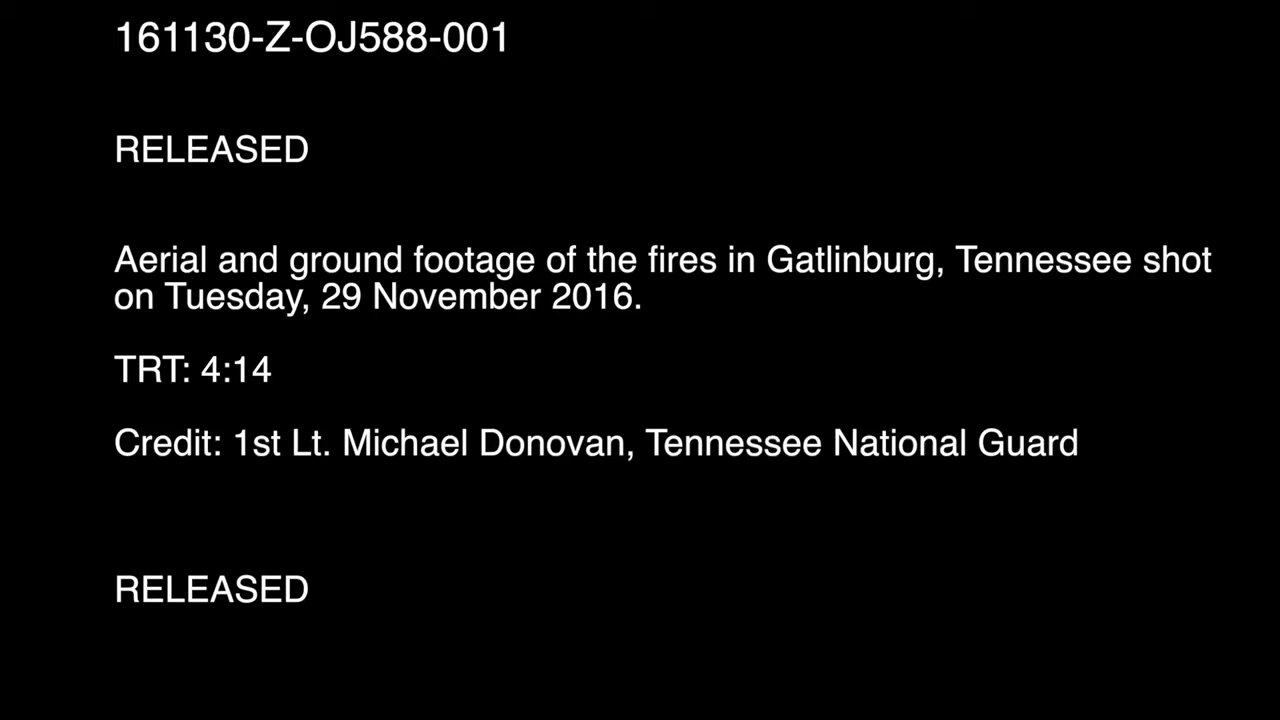 161130-Z-OJ588-001
RELEASED
Aerial and ground footage of the fires in Gatlinburg, Tennessee shot
on Tuesday, 29 November 2016.
TRT: 4:14
Credit: 1st Lt. Michael Donovan, Tennessee National Guard
RELEASED